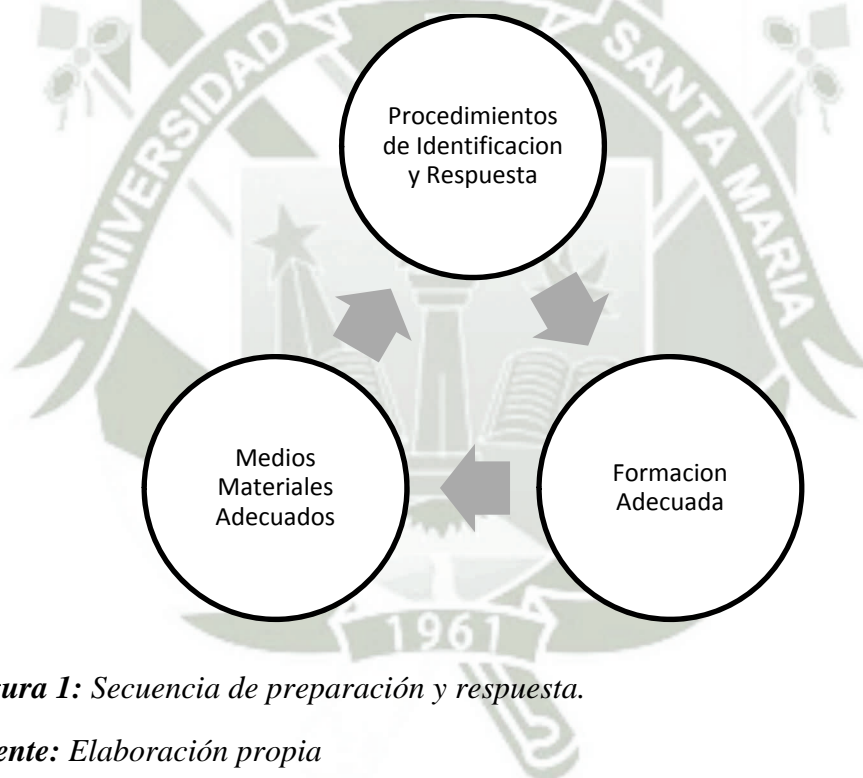 UNIVERSIDAD
SANTA MARIA
Procedimientos
de Identificacion
y Respuesta
Medios
Materiales
Adecuados
Formacion
Adecuada
1961
ura 1: Secuencia de preparación y respuesta.
ente: Elaboración propia